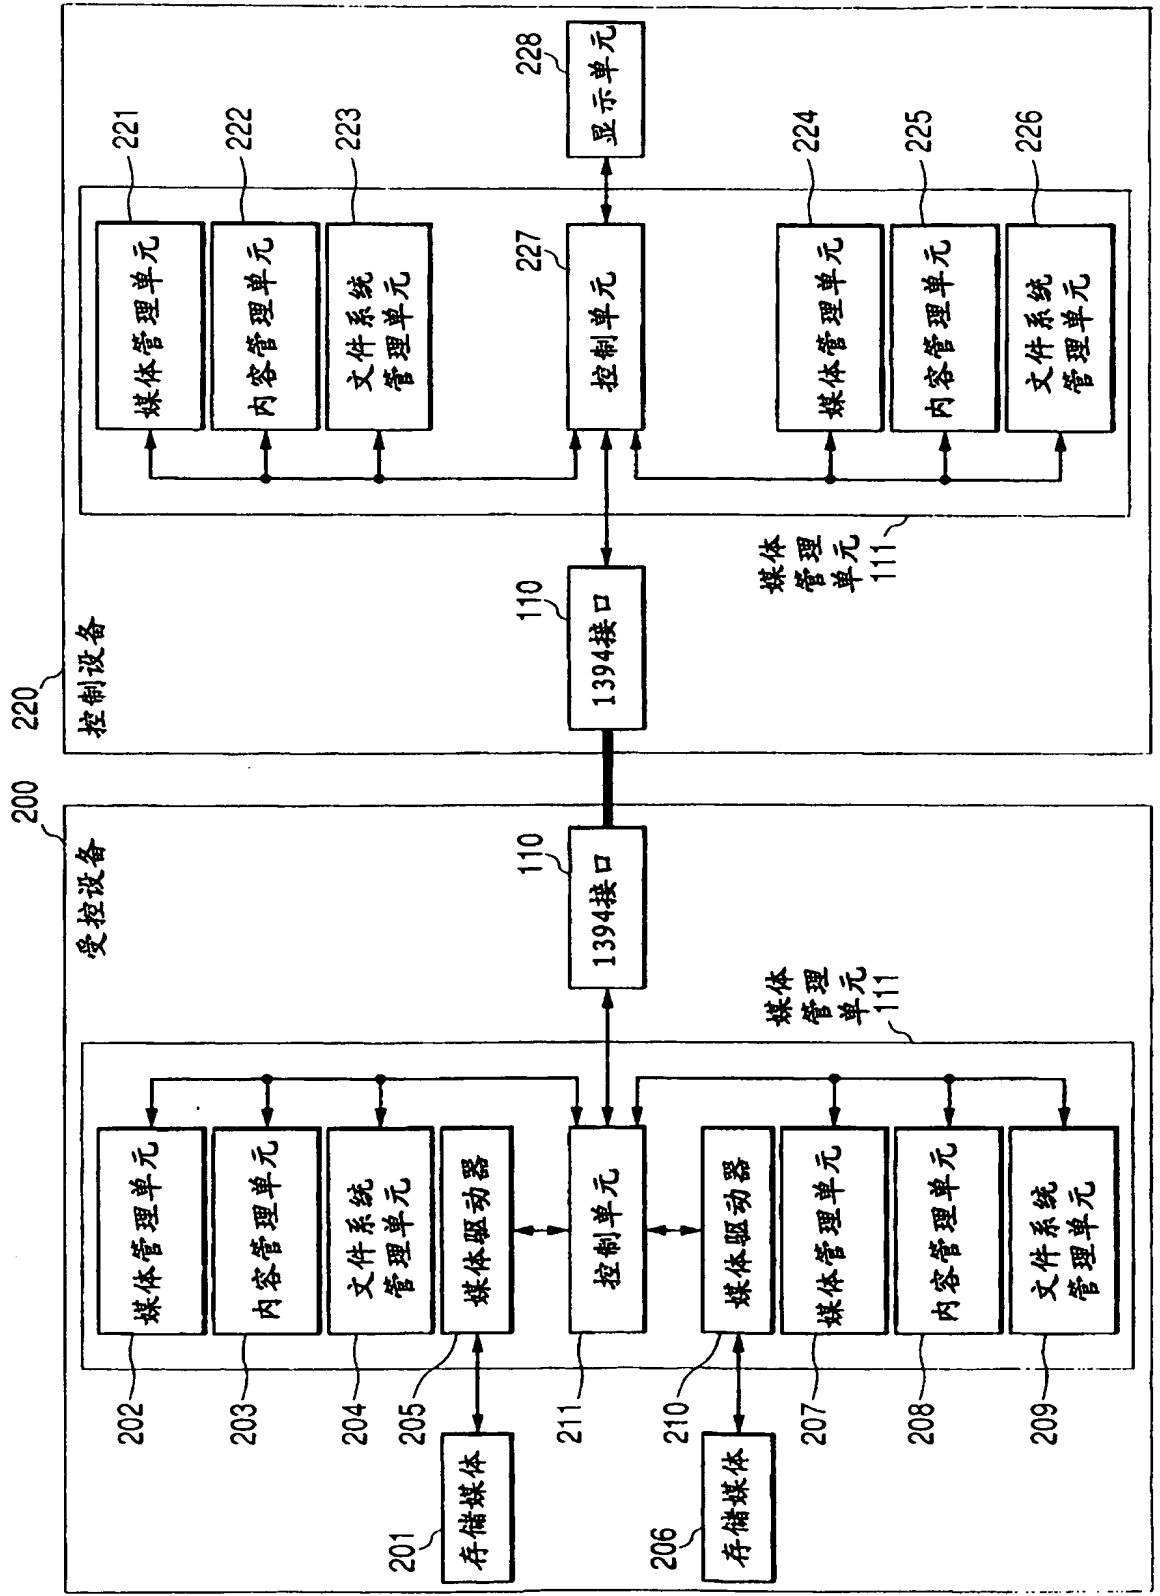 200
受控设备
202
媒体管理单元
203
内容管理单元
204
文件系统
管理单元
205
媒体驱动器
201
存储媒体
211
控制单元
210
媒体驱动器
206
存储媒体
207
媒体管理单元
208
内容管理单元
209
文件系统
管理单元
媒体
管理
单元
111
110
1394接口
220
控制设备
110
1394接口
媒体
管理
单元
111
221
媒体管理单元
222
内容管理单元
223
文件系统
管理单元
227
控制单元
228
显示单元
224
媒体管理单元
225
内容管理单元
226
文件系统
管理单元